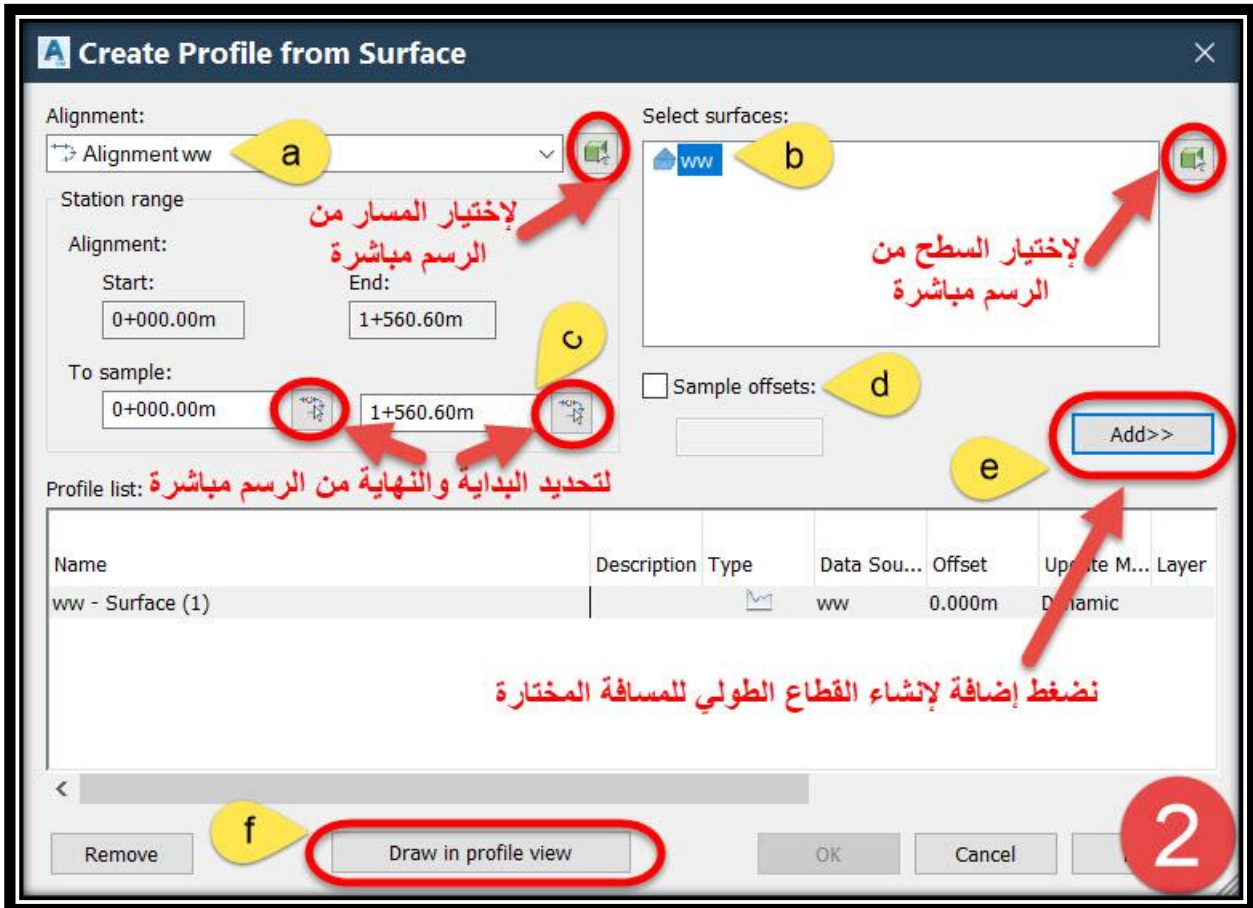 Create Profile from Surface
Alignment:
Alignment ww
a
Select surfaces:
ww
b
Station range
لإختيار المسار من
الرسم مباشرة
Alignment:
Start:
End:
0+000.00m
1+560.60m
لإختيار السطح من
الرسم مباشرة
c
To sample:
0+000.00m
1+560.60m
Sample offsets:
d
Add>>
e
لتحديد البداية والنهاية من الرسم مباشرة
Profile list:
Name
Description
Type
Data Sou...
Offset
Update M...
Layer
ww - Surface (1)
ww
0.000m
نضغط إضافة لإنشاء القطاع الطولي للمسافة المختارة
f
Remove
Draw in profile view
OK
Cancel
2